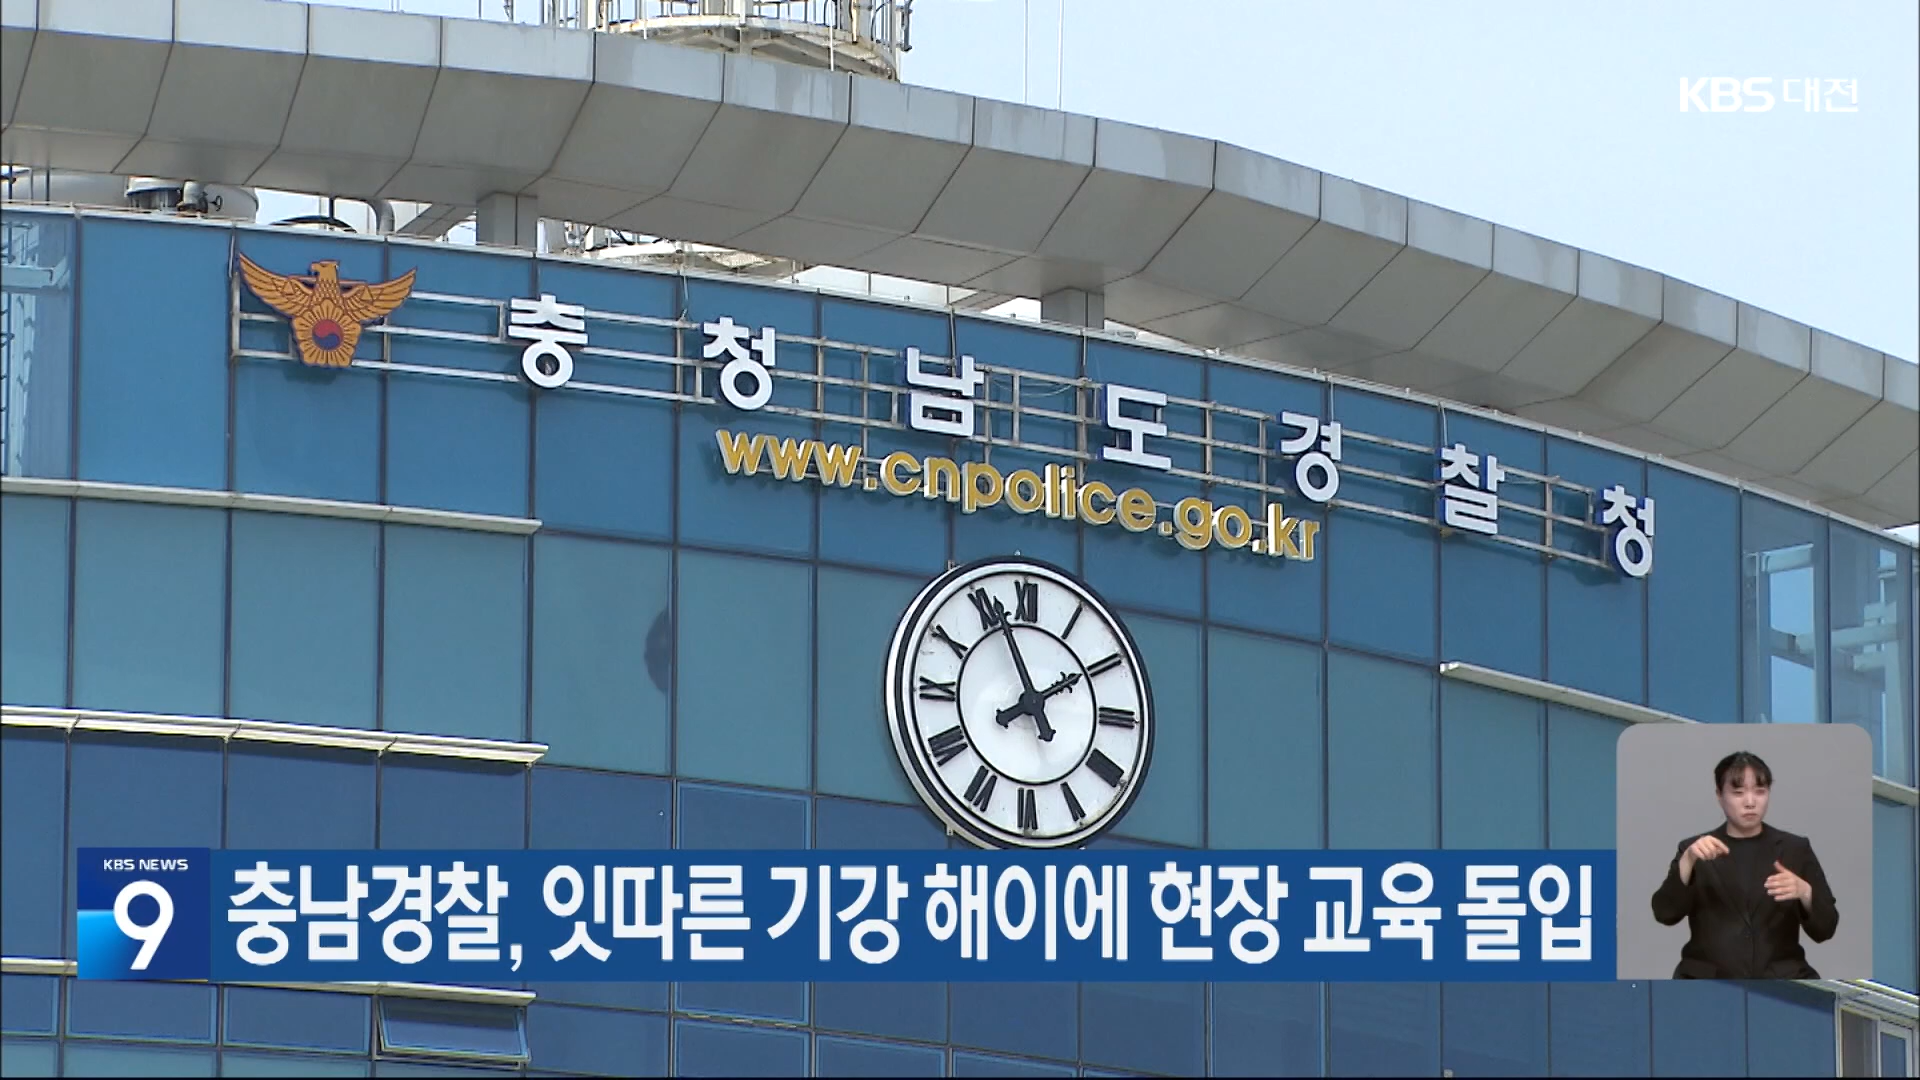 KBS 대전
충청남도경찰청
www.cnpolice.go.kr
XII
KBS NEWS
9
충남경찰, 잇따른 기강 해이에 현장 교육 돌입